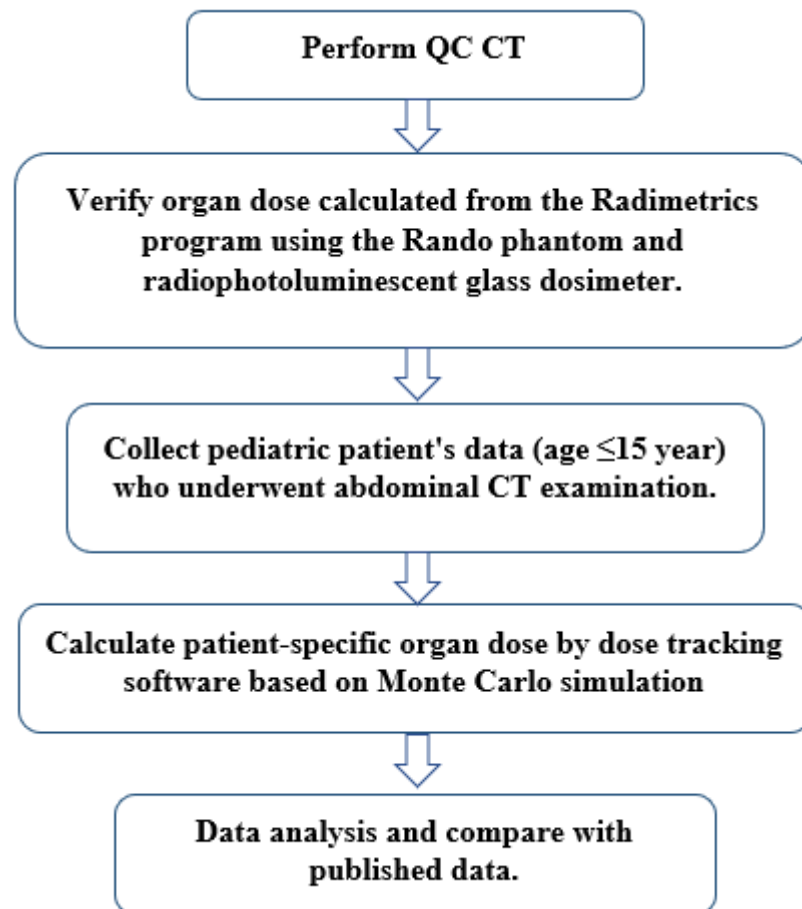 Perform QC CT
Verify organ dose calculated from the Radimetrics
program using the Rando phantom and
radiophotoluminescent glass dosimeter.
Collect pediatric patient's data (age ≤15 year)
who underwent abdominal CT examination.
Calculate patient-specific organ dose by dose tracking
software based on Monte Carlo simulation
Data analysis and compare with
published data.